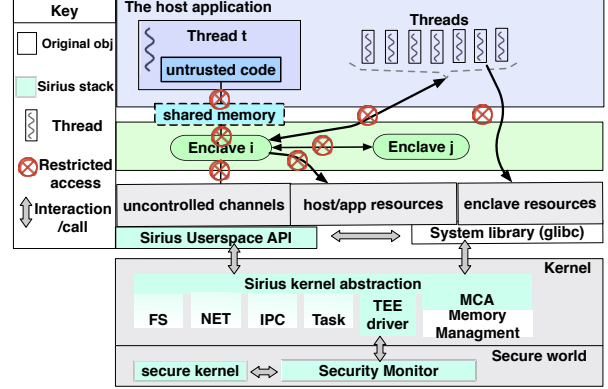 Key
Original obj
Sirius stack
Thread
Restricted
access
Interaction
/call
The host application
Thread t
untrusted code
Threads
shared memory
Enclave i
Enclave j
uncontrolled channels
host/app resources
enclave resources
Sirius Userspace API
System library (glibc)
Kernel
Sirius kernel abstraction
FS
NET
IPC
Task
TEE
driver
MCA
Memory
Managment
Secure world
secure kernel
Security Monitor